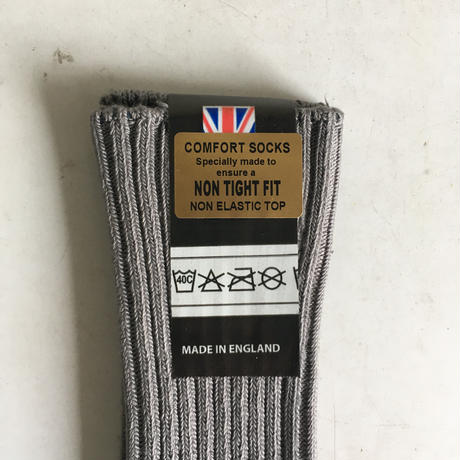 COMFORT SOCKS
Specially made to
ensure a
NON TIGHT FIT
NON ELASTIC TOP
40C
MADE IN ENGLAND